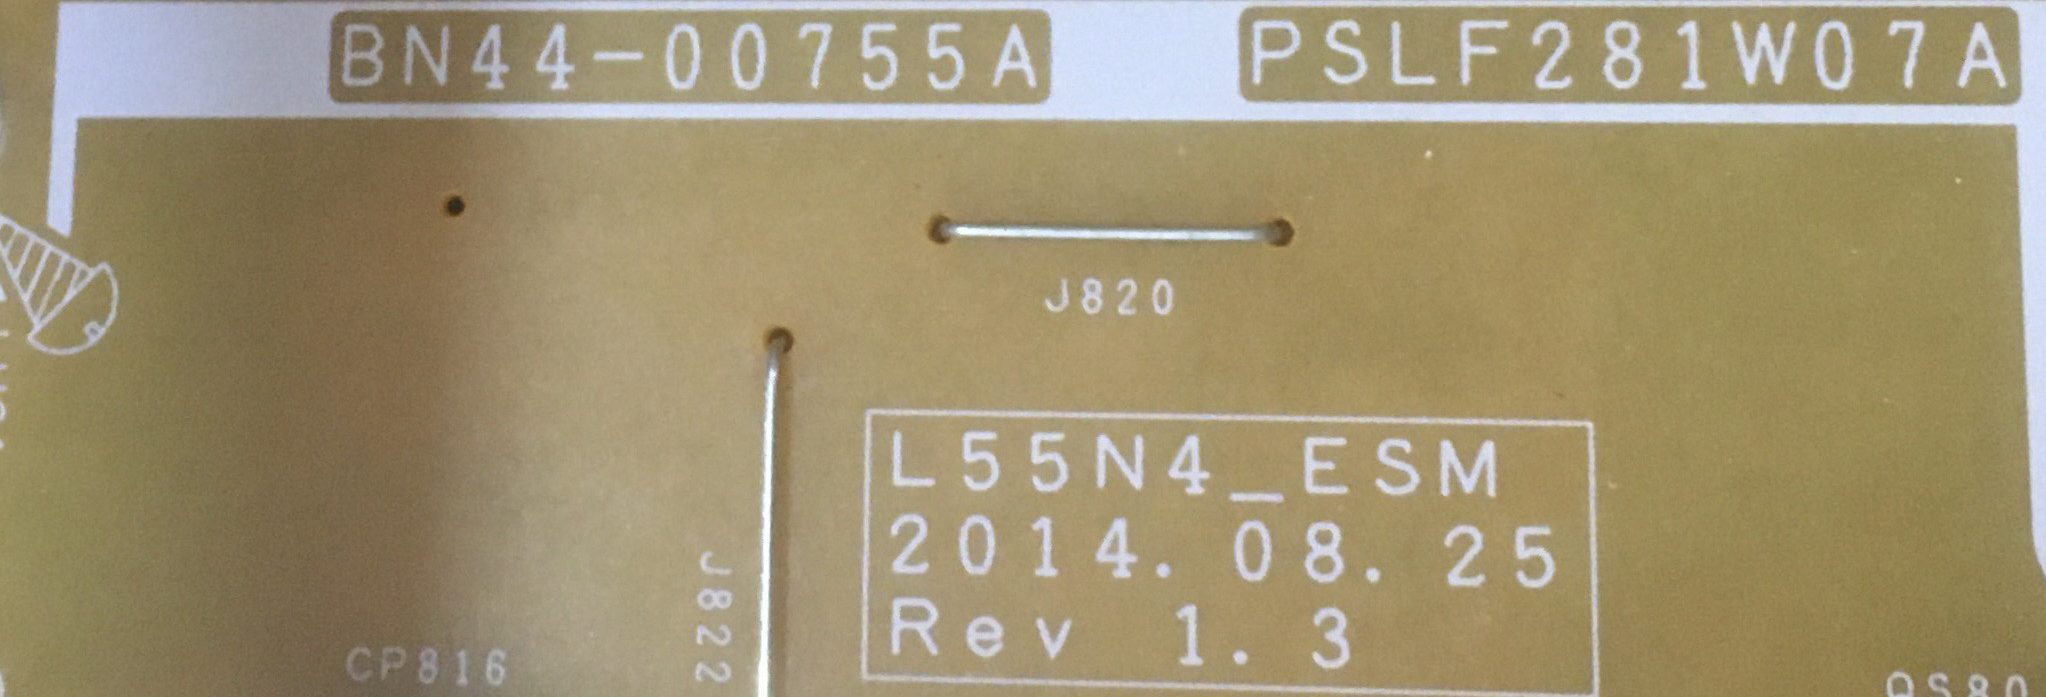 BN44-00755A PSLF281W07A
J820
L55N4_ESM
2014.08.25
Rev 1.3
J822
CP816